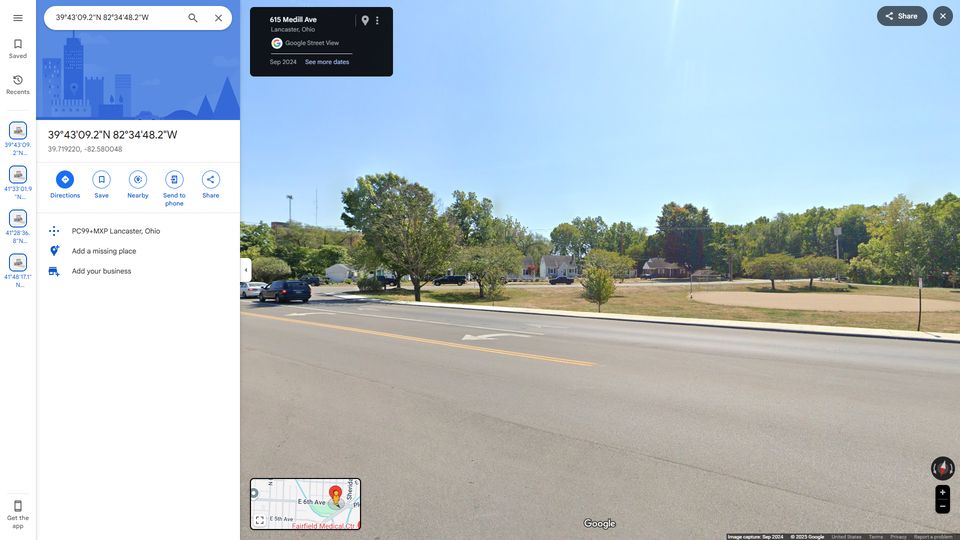 39°43'09.2"N 82°34'48.2"W
Saved
Recents
39°43'09.
2"N...
41°33'01.9
"N...
41°28'36.
8"N...
41°48'17.1"
N...
Get the
app
39°43'09.2"N 82°34'48.2"W
39.719220, -82.580048
Directions
Save
Nearby
Send to
phone
Share
PC99+MXP Lancaster, Ohio
Add a missing place
Add your business
615 Medill Ave
Lancaster, Ohio
Google Street View
Sep 2024 See more dates
Share
E 6th Ave
E 5th Ave
Fairfield Medical Ctr
Google
Image capture: Sep 2024 © 2025 Google United States Terms Privacy Report a problem